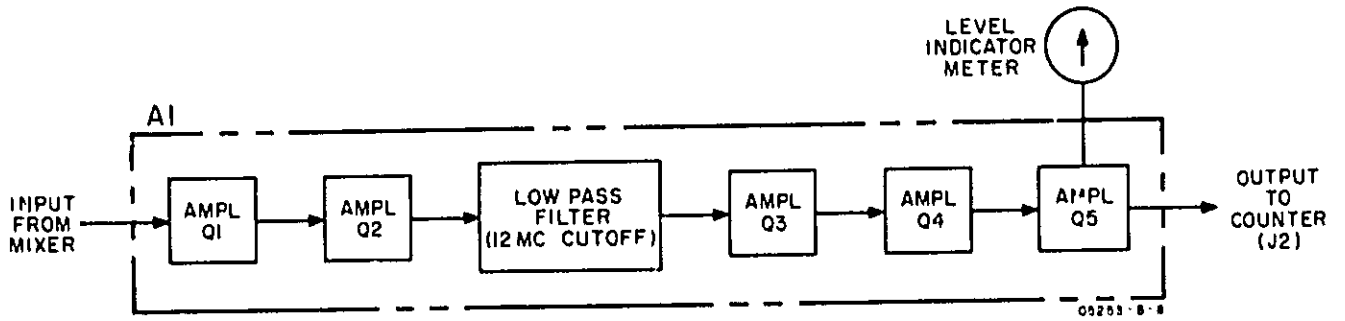 LEVEL
INDICATOR
METER
A1
INPUT
FROM
MIXER
AMPL
Q1
AMPL
Q2
LOW PASS
FILTER
(12 MC CUTOFF)
AMPL
Q3
AMPL
Q4
AMPL
Q5
OUTPUT
TO
COUNTER
(J2)